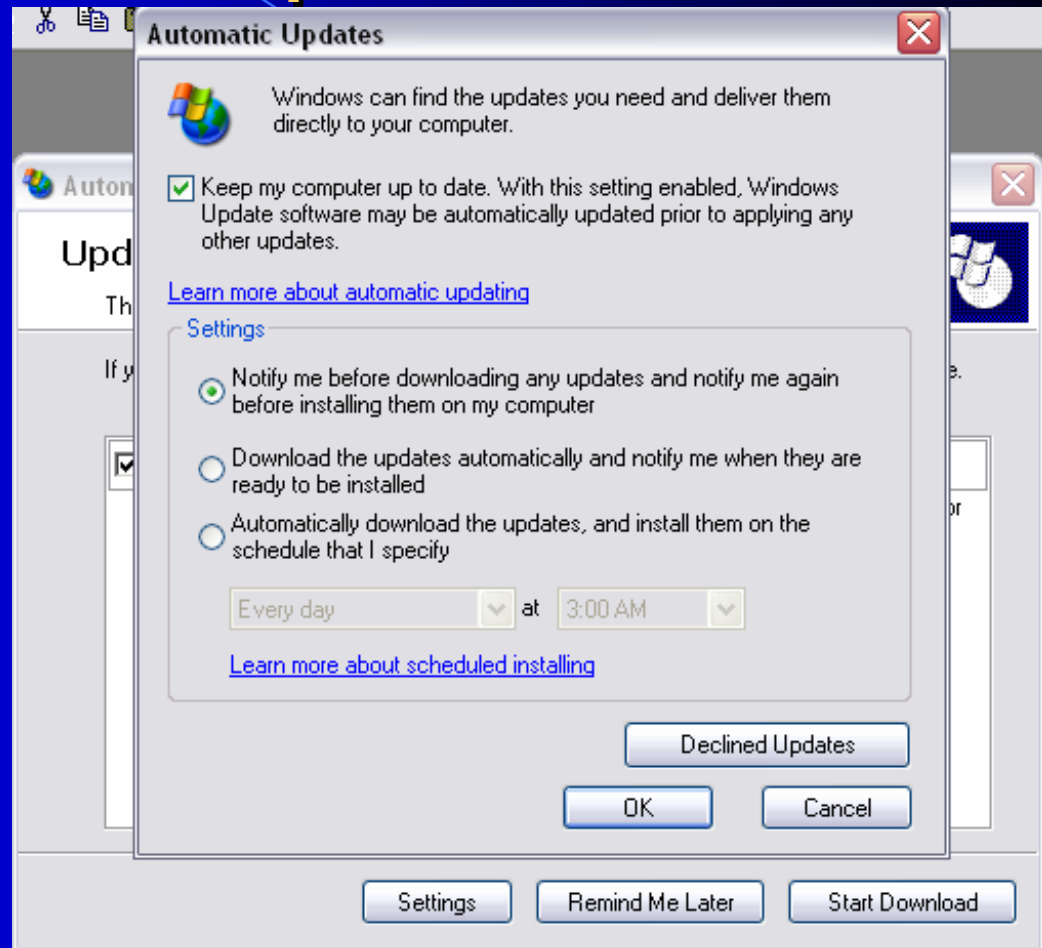 Automatic Updates
Windows can find the updates you need and deliver them
directly to your computer.
Keep my computer up to date. With this setting enabled, Windows
Update software may be automatically updated prior to applying any
other updates.
Learn more about automatic updating
Settings
Notify me before downloading any updates and notify me again
before installing them on my computer
Download the updates automatically and notify me when they are
ready to be installed
Automatically download the updates, and install them on the
schedule that I specify
Every day at 3:00 AM
Learn more about scheduled installing
Declined Updates
OK Cancel
Settings Remind Me Later Start Download